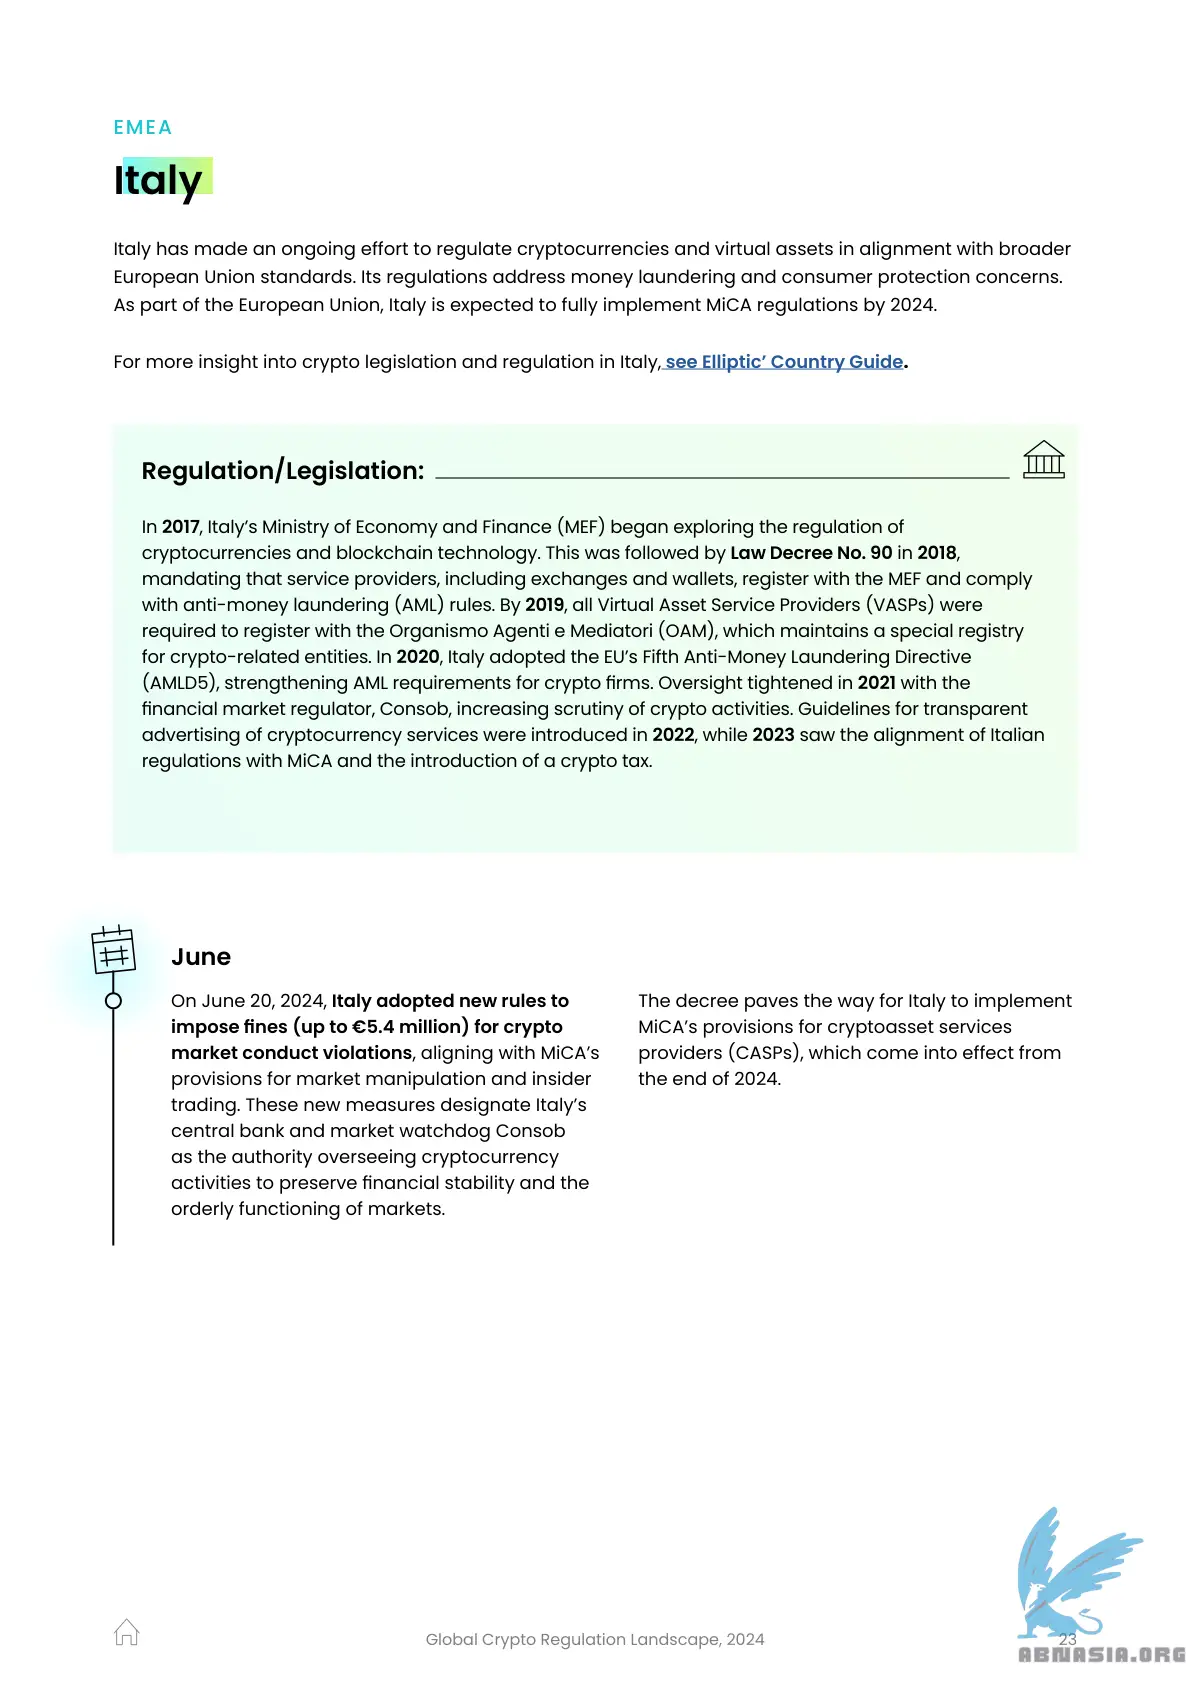 EMEA
Italy
Italy has made an ongoing effort to regulate cryptocurrencies and virtual assets in alignment with broader
European Union standards. Its regulations address money laundering and consumer protection concerns.
As part of the European Union, Italy is expected to fully implement MiCA regulations by 2024.
For more insight into crypto legislation and regulation in Italy, see Elliptic’ Country Guide.
Regulation/Legislation:
In 2017, Italy’s Ministry of Economy and Finance (MEF) began exploring the regulation of
cryptocurrencies and blockchain technology. This was followed by Law Decree No. 90 in 2018,
mandating that service providers, including exchanges and wallets, register with the MEF and comply
with anti-money laundering (AML) rules. By 2019, all Virtual Asset Service Providers (VASPs) were
required to register with the Organismo Agenti e Mediatori (OAM), which maintains a special registry
for crypto-related entities. In 2020, Italy adopted the EU’s Fifth Anti-Money Laundering Directive
(AMLD5), strengthening AML requirements for crypto firms. Oversight tightened in 2021 with the
financial market regulator, Consob, increasing scrutiny of crypto activities. Guidelines for transparent
advertising of cryptocurrency services were introduced in 2022, while 2023 saw the alignment of Italian
regulations with MiCA and the introduction of a crypto tax.
June
On June 20, 2024, Italy adopted new rules to
impose fines (up to €5.4 million) for crypto
market conduct violations, aligning with MiCA’s
provisions for market manipulation and insider
trading. These new measures designate Italy’s
central bank and market watchdog Consob
as the authority overseeing cryptocurrency
activities to preserve financial stability and the
orderly functioning of markets.
The decree paves the way for Italy to implement
MiCA’s provisions for cryptoasset services
providers (CASPs), which come into effect from
the end of 2024.
Global Crypto Regulation Landscape, 2024
23
ABNASIA.ORG